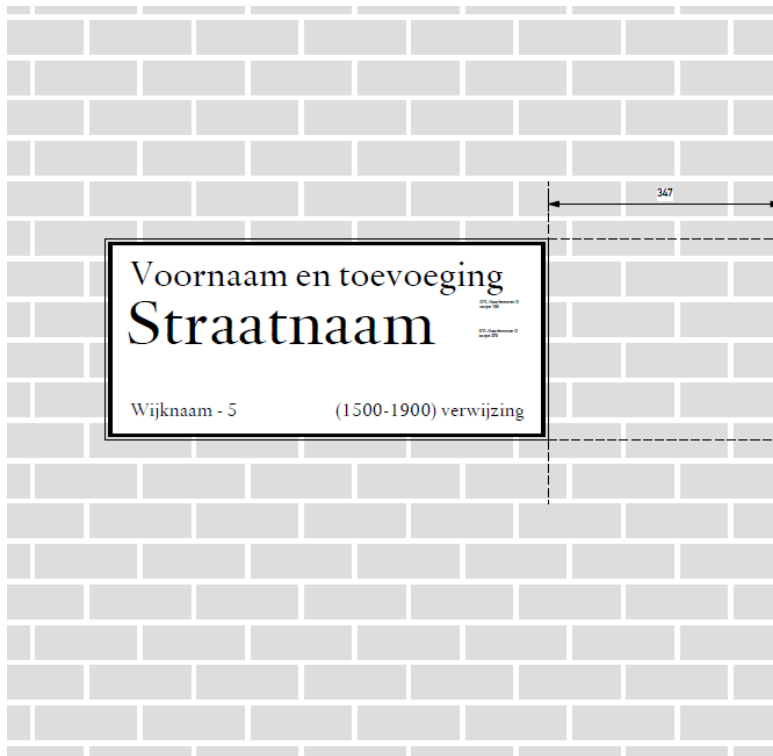 347
Voornaam en toevoeging
Straatnaam
Wijknaam - 5
(1500-1900) verwijzing